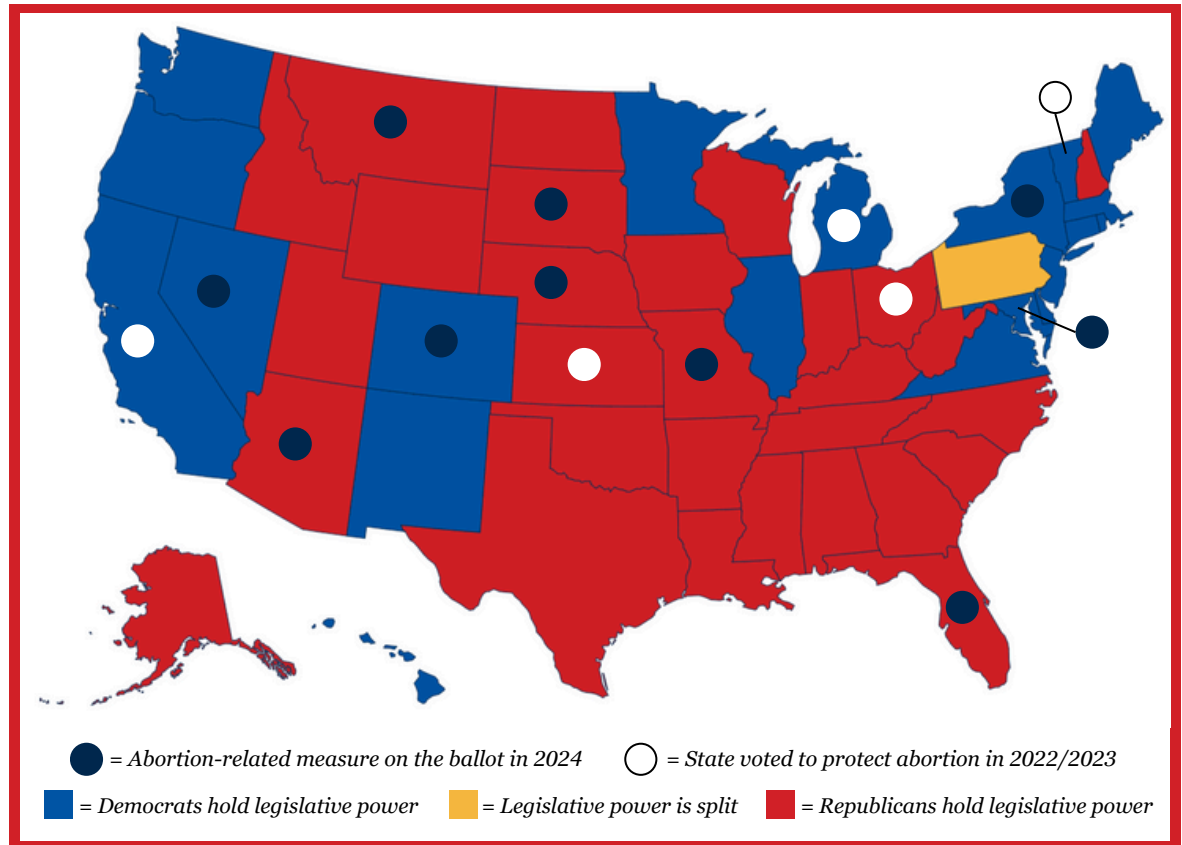 = Abortion-related measure on the ballot in 2024 = State voted to protect abortion in 2022/2023
= Democrats hold legislative power = Legislative power is split = Republicans hold legislative power